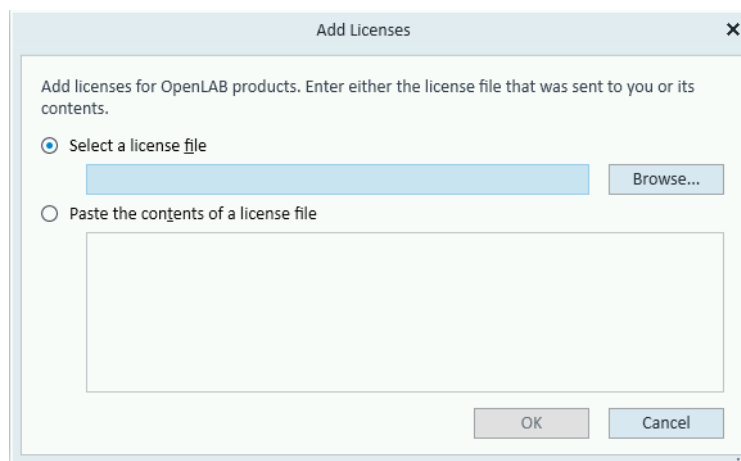 Add Licenses
Add licenses for OpenLAB products. Enter either the license file that was sent to you or its
contents.
Select a license file
Browse...
Paste the contents of a license file
OK
Cancel